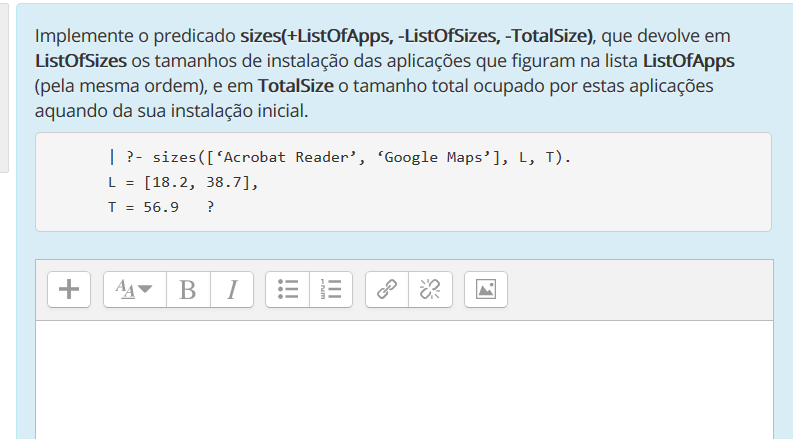 Implemente o predicado sizes(+ListOfApps, -ListOfSizes, -TotalSize), que devolve em
ListOfSizes os tamanhos de instalação das aplicações que figuram na lista ListOfApps
(pela mesma ordem), e em TotalSize o tamanho total ocupado por estas aplicações
aquando da sua instalação inicial.
| ?- sizes([‘Acrobat Reader’, ‘Google Maps’], L, T).
L = [18.2, 38.7],
T = 56.9 ?
AA B I